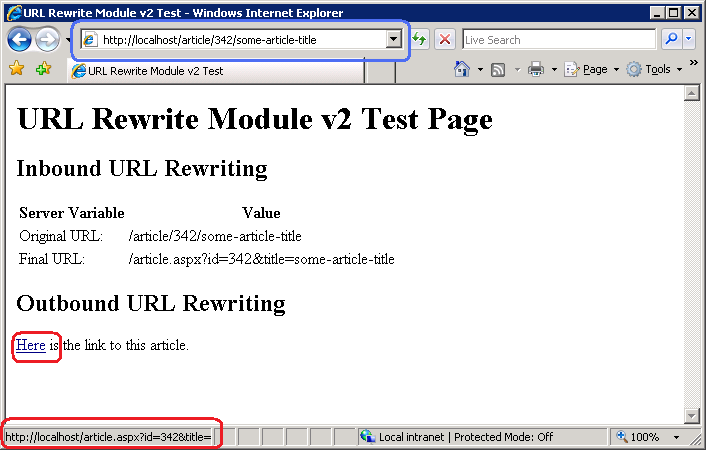 URL Rewrite Module v2 Test - Windows Internet Explorer
http://localhost/article/342/some-article-title
Live Search
URL Rewrite Module v2 Test
Page
Tools
»
URL Rewrite Module v2 Test Page
Inbound URL Rewriting
Server Variable Value
Original URL: /article/342/some-article-title
Final URL: /article.aspx?id=342&title=some-article-title
Outbound URL Rewriting
Here is the link to this article.
http://localhost/article.aspx?id=342&title=
Local intranet | Protected Mode: Off
100%